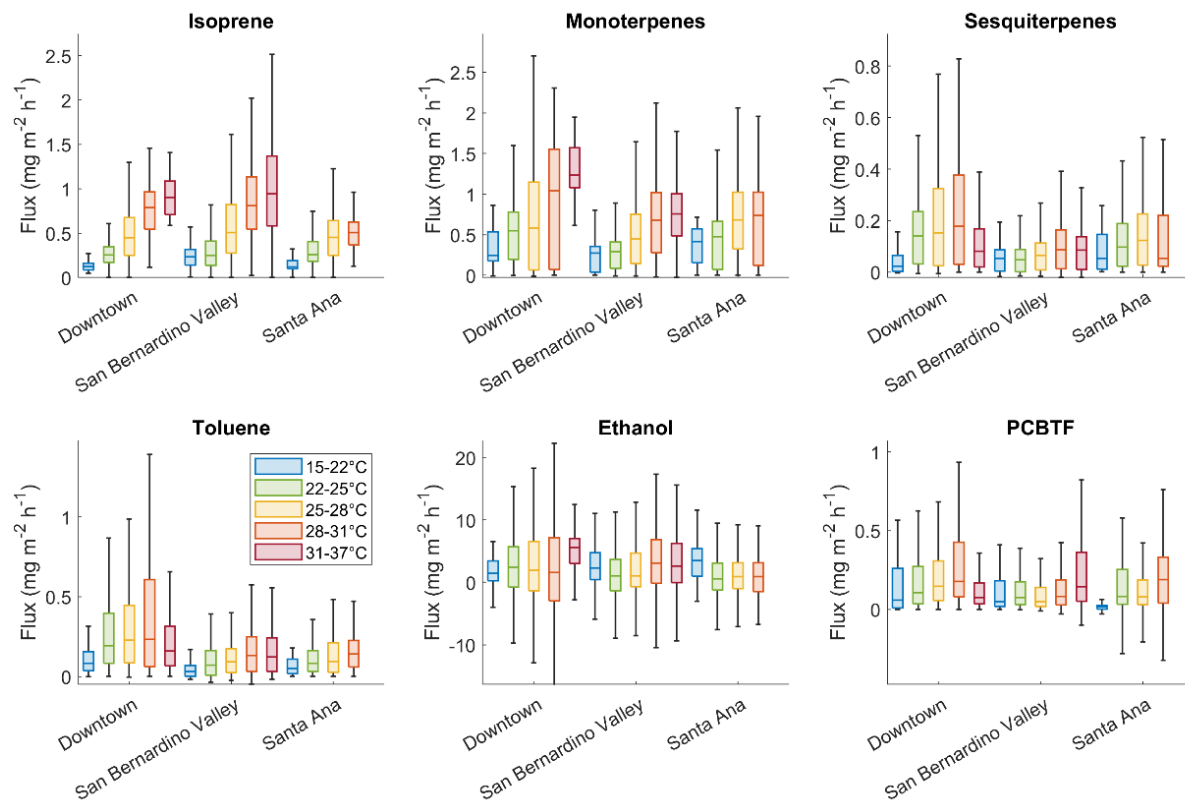 Isoprene
Monoterpenes
Sesquiterpenes
Flux (mg m⁻² h⁻¹)
2.5
2
1.5
1
0.5
0
Downtown
San Bernardino Valley
Santa Ana
Flux (mg m⁻² h⁻¹)
2.5
2
1.5
1
0.5
0
Downtown
San Bernardino Valley
Santa Ana
Flux (mg m⁻² h⁻¹)
0.8
0.6
0.4
0.2
0
Downtown
San Bernardino Valley
Santa Ana
Toluene
Ethanol
PCBTF
Flux (mg m⁻² h⁻¹)
1
0.5
0
15-22°C
22-25°C
25-28°C
28-31°C
31-37°C
Downtown
San Bernardino Valley
Santa Ana
Flux (mg m⁻² h⁻¹)
20
10
0
-10
Downtown
San Bernardino Valley
Santa Ana
Flux (mg m⁻² h⁻¹)
1
0.5
0
Downtown
San Bernardino Valley
Santa Ana